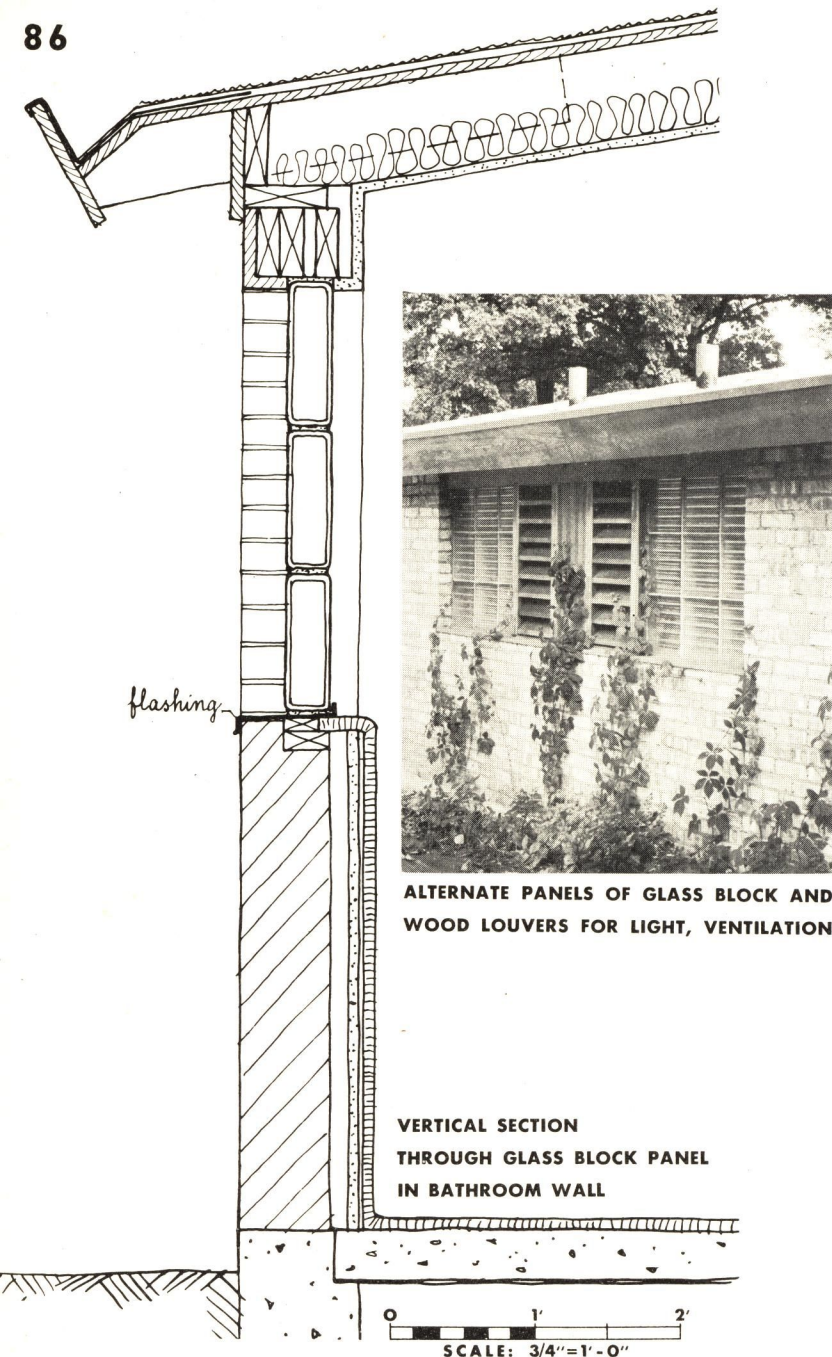 86
flashing
ALTERNATE PANELS OF GLASS BLOCK AND
WOOD LOUVERS FOR LIGHT, VENTILATION
VERTICAL SECTION
THROUGH GLASS BLOCK PANEL
IN BATHROOM WALL
0 1' 2'
SCALE: 3/4"=1'-0"